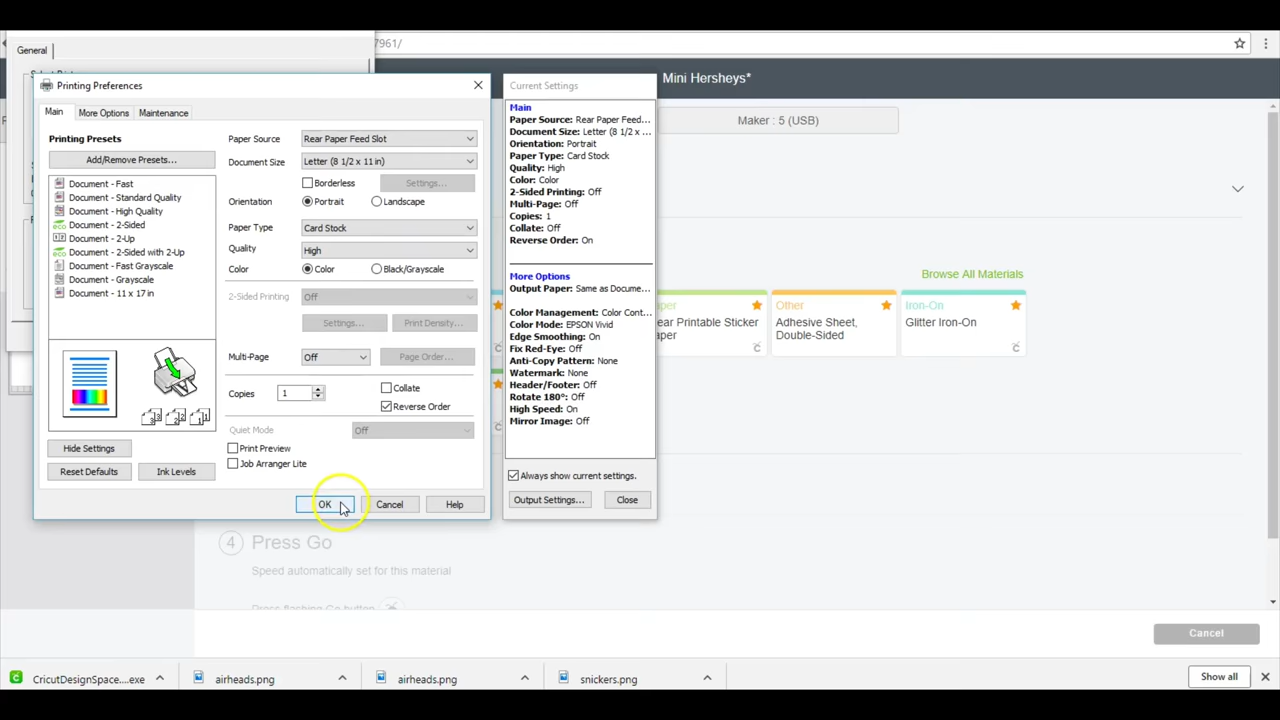 General
7961/
Mini Hersheys*
Printing Preferences
Current Settings
Main
More Options
Maintenance
Maker : 5 (USB)
Printing Presets
Add/Remove Presets...
Document - Fast
Document - Standard Quality
Document - High Quality
Document - 2-Sided
Document - 2-Up
Document - 2-Sided with 2-Up
Document - Fast Grayscale
Document - Grayscale
Document - 11 x 17 in
Hide Settings
Reset Defaults
Ink Levels
Paper Source
Rear Paper Feed Slot
Document Size
Letter (8 1/2 x 11 in)
Borderless
Settings...
Orientation
Portrait
Landscape
Paper Type
Card Stock
Quality
High
Color
Color
Black/Grayscale
2-Sided Printing
Off
Settings...
Print Density...
Multi-Page
Off
Page Order...
Copies
1
Collate
Reverse Order
Quiet Mode
Off
Print Preview
Job Arranger Lite
OK
Cancel
Help
Main
Paper Source: Rear Paper Feed...
Document Size: Letter (8 1/2 x ...
Orientation: Portrait
Paper Type: Card Stock
Quality: High
Color: Color
2-Sided Printing: Off
Multi-Page: Off
Copies: 1
Collate: Off
Reverse Order: On
More Options
Output Paper: Same as Docume...
Color Management: Color Cont...
Color Mode: EPSON Vivid
Edge Smoothing: On
Fix Red-Eye: Off
Anti-Copy Pattern: None
Watermark: None
Header/Footer: Off
Rotate 180°: Off
High Speed: On
Mirror Image: Off
Always show current settings.
Output Settings...
Close
Browse All Materials
Other
Adhesive Sheet,
Double-Sided
Iron-On
Glitter Iron-On
Printable Sticker
4
Press Go
Speed automatically set for this material
Press flashing Go button
Cancel
CricutDesignSpace....exe
airheads.png
airheads.png
snickers.png
Show all